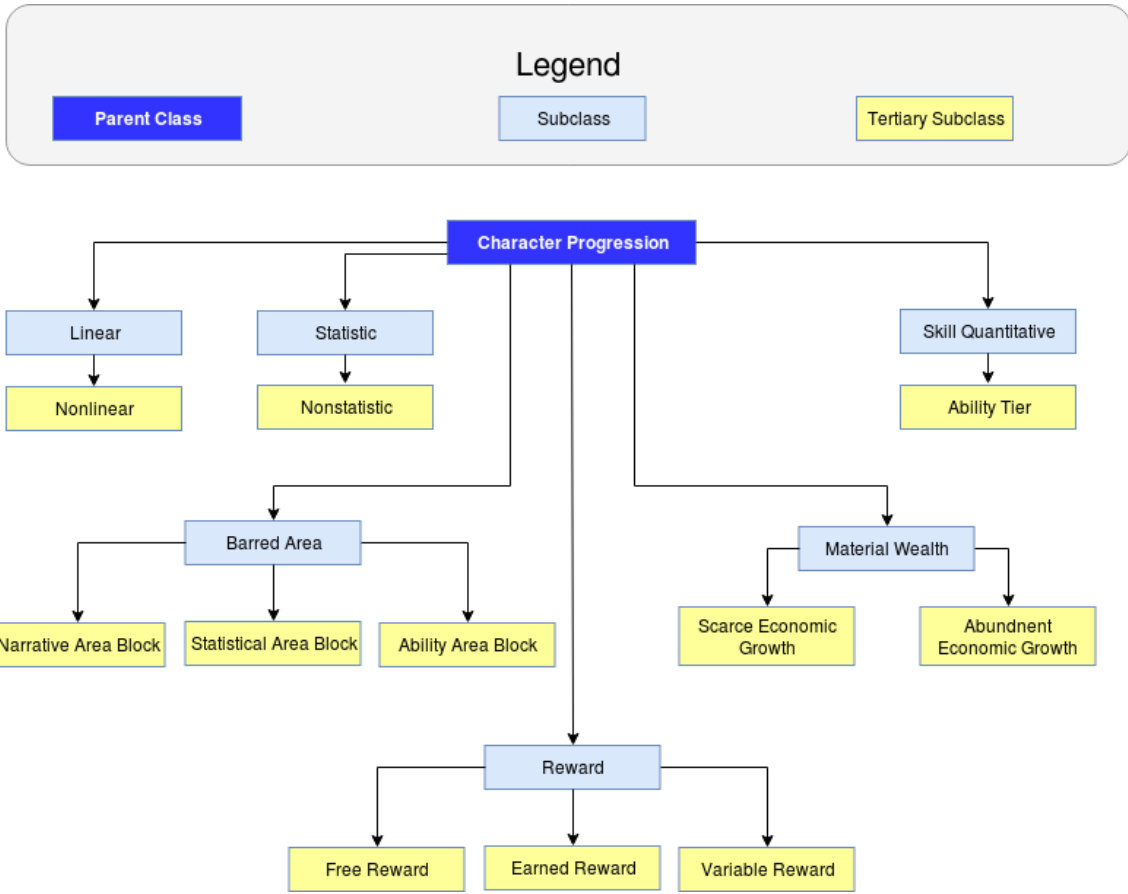 Legend
Parent Class
Subclass
Tertiary Subclass
Character Progression
Linear
Statistic
Skill Quantitative
Nonlinear
Nonstatistic
Ability Tier
Barred Area
Material Wealth
Narrative Area Block
Statistical Area Block
Ability Area Block
Scarce Economic
Growth
Abundnent
Economic Growth
Reward
Free Reward
Earned Reward
Variable Reward